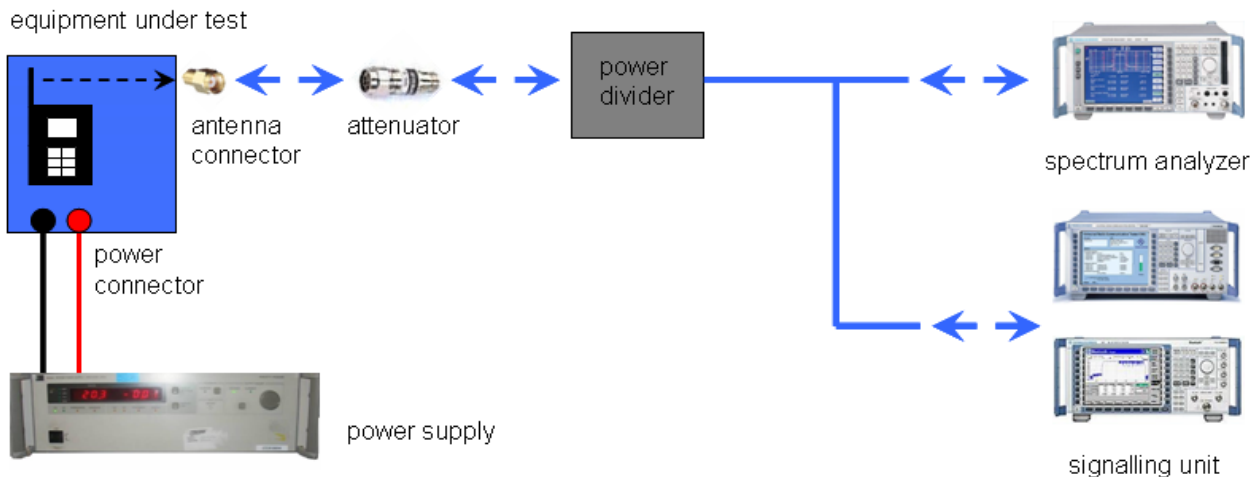 equipment under test
power
divider
antenna
connector
attenuator
spectrum analyzer
power
connector
power supply
signalling unit